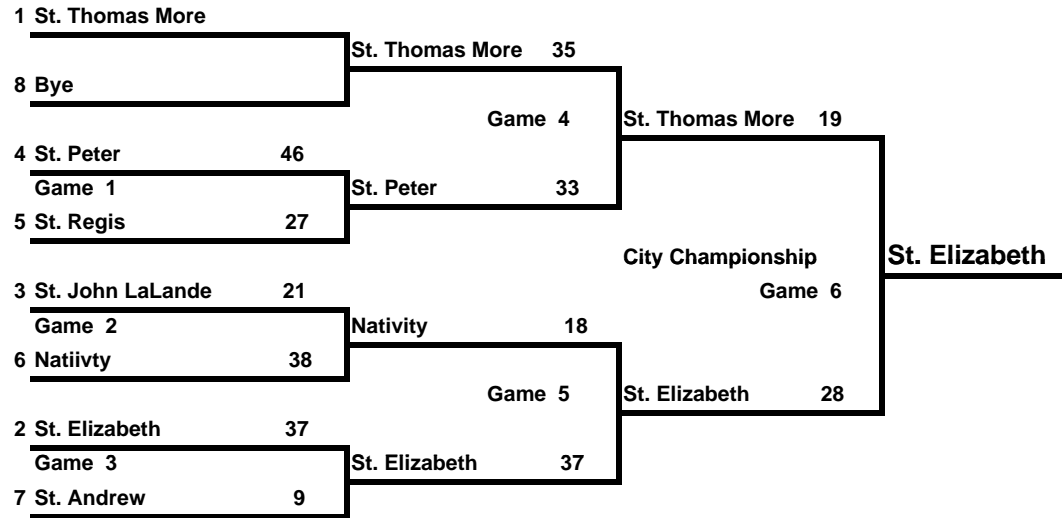 1 St. Thomas More
St. Thomas More 35
8 Bye
Game 4
St. Thomas More 19
4 St. Peter 46
Game 1
St. Peter 33
5 St. Regis 27
City Championship
St. Elizabeth
3 St. John LaLande 21
Game 6
Game 2
Nativity 18
6 Natiivty 38
Game 5
St. Elizabeth 28
2 St. Elizabeth 37
Game 3
St. Elizabeth 37
7 St. Andrew 9